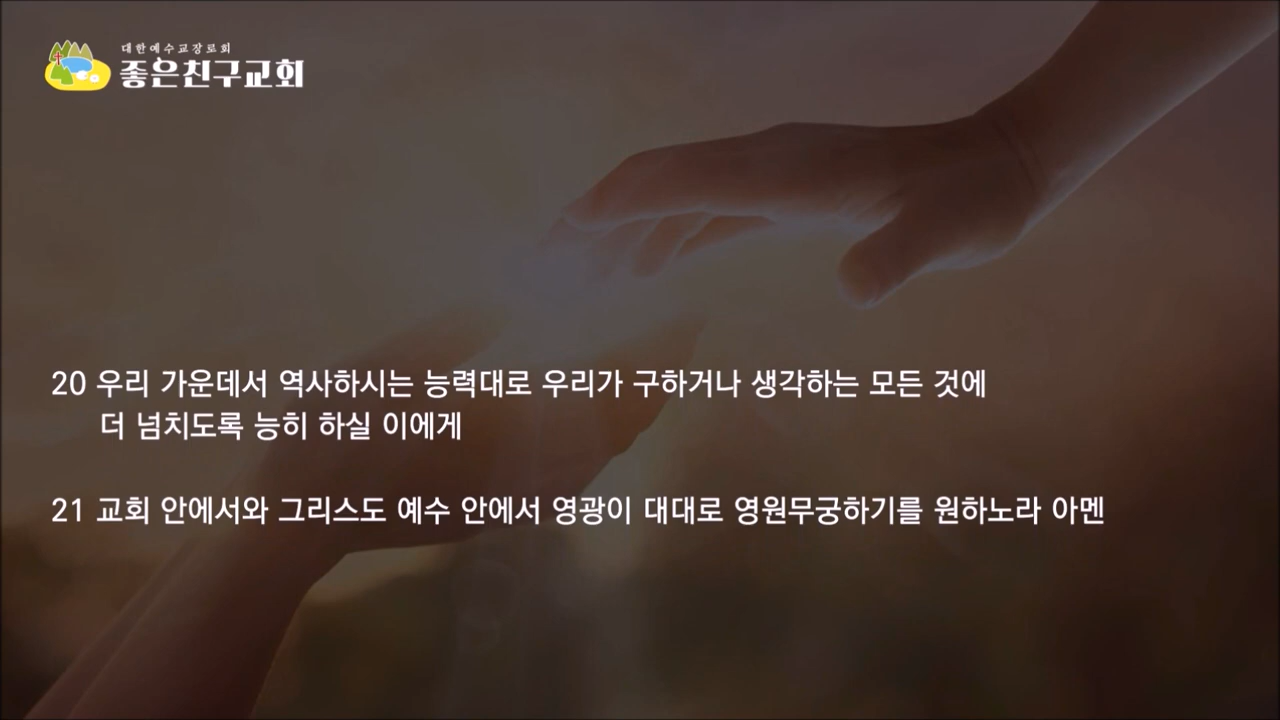 대한예수교장로회
좋은친구교회
20 우리 가운데서 역사하시는 능력대로 우리가 구하거나 생각하는 모든 것에
더 넘치도록 능히 하실 이에게
21 교회 안에서와 그리스도 예수 안에서 영광이 대대로 영원무궁하기를 원하노라 아멘